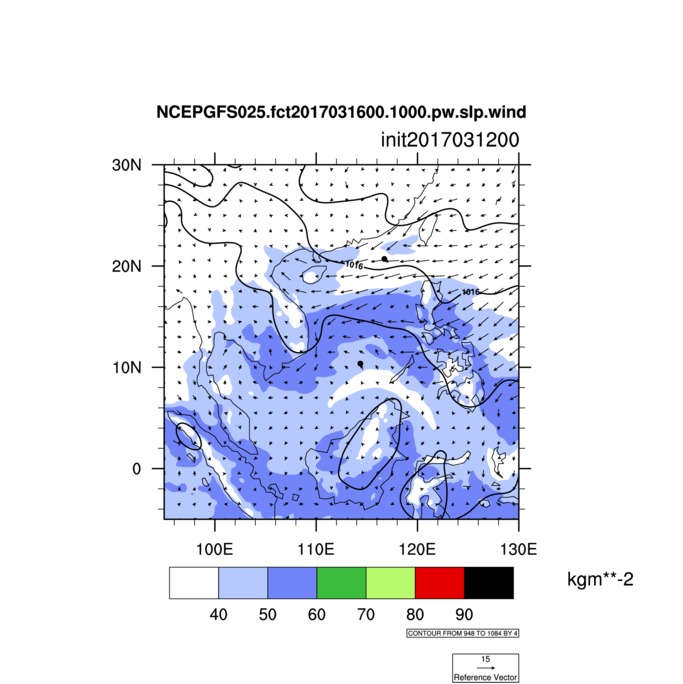 NCEPGFS025.fct2017031600.1000.pw.slp.wind
init2017031200
30N
1016
20N
1016
10N
0
100E 110E 120E 130E
kgm**-2
40 50 60 70 80 90
CONTOUR FROM 948 TO 1084 BY 4
15
Reference Vector